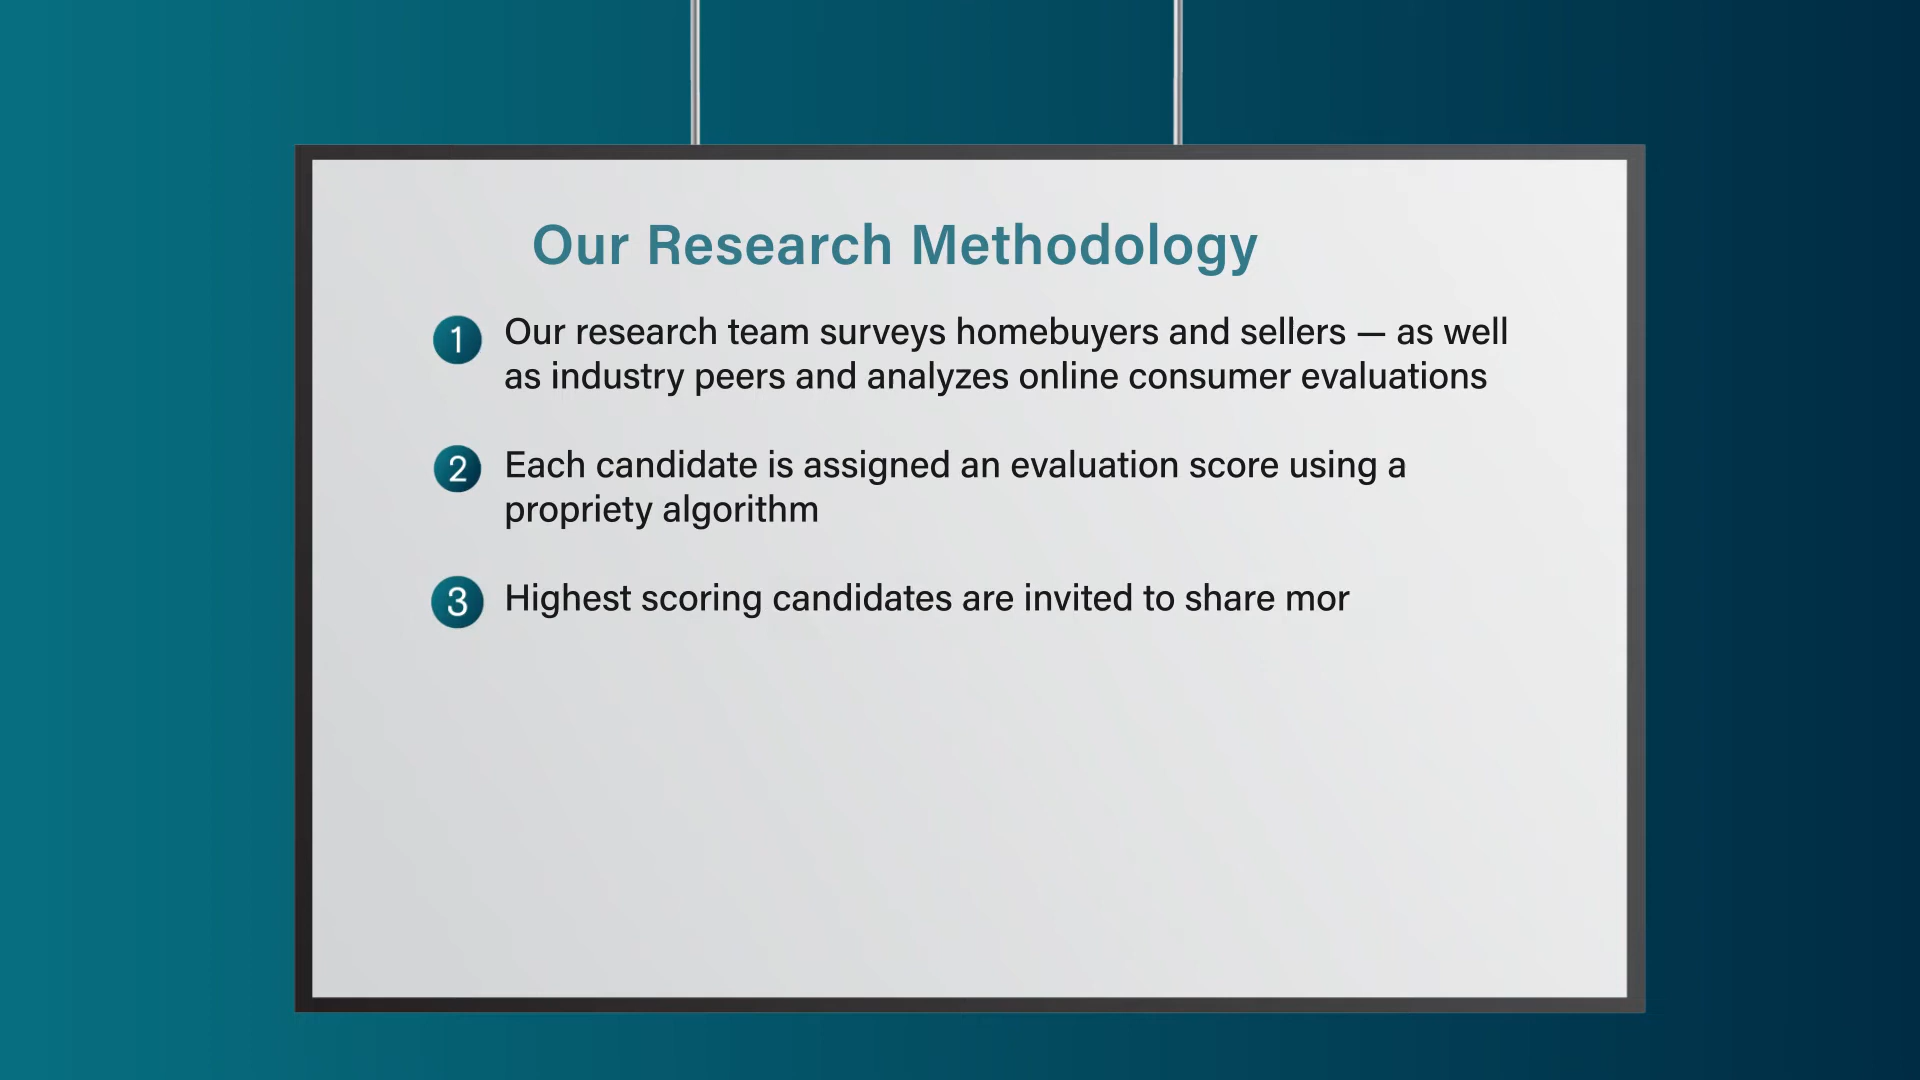 Our Research Methodology
1 Our research team surveys homebuyers and sellers — as well
as industry peers and analyzes online consumer evaluations
2 Each candidate is assigned an evaluation score using a
propriety algorithm
3 Highest scoring candidates are invited to share mor